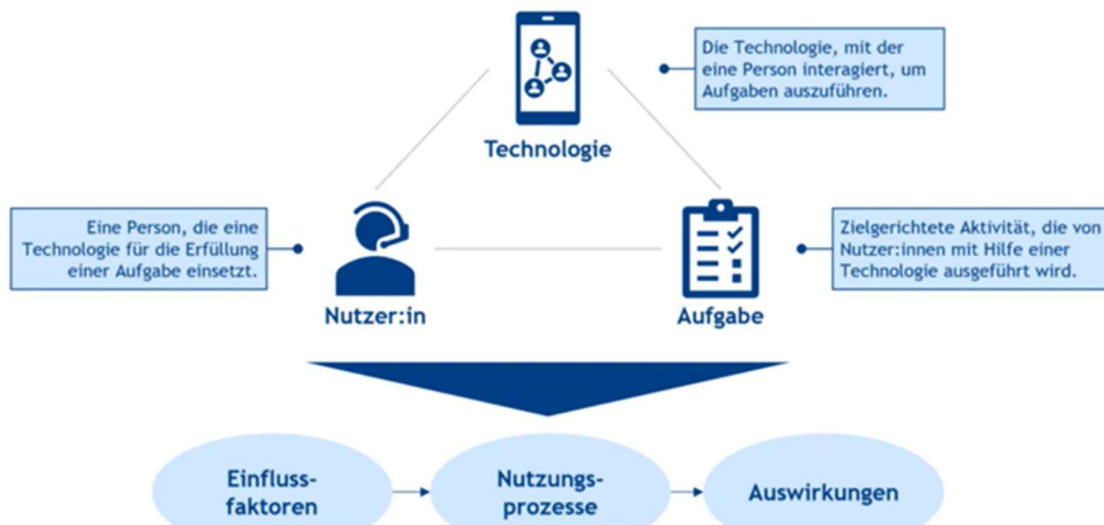 Die Technologie, mit der
eine Person interagiert, um
Aufgaben auszuführen.
Technologie
Eine Person, die eine
Technologie für die Erfüllung
einer Aufgabe einsetzt.
Zielgerichtete Aktivität, die von
Nutzer:innen mit Hilfe einer
Technologie ausgeführt wird.
Nutzer:in
Aufgabe
Einfluss-
faktoren
Nutzungs-
prozesse
Auswirkungen